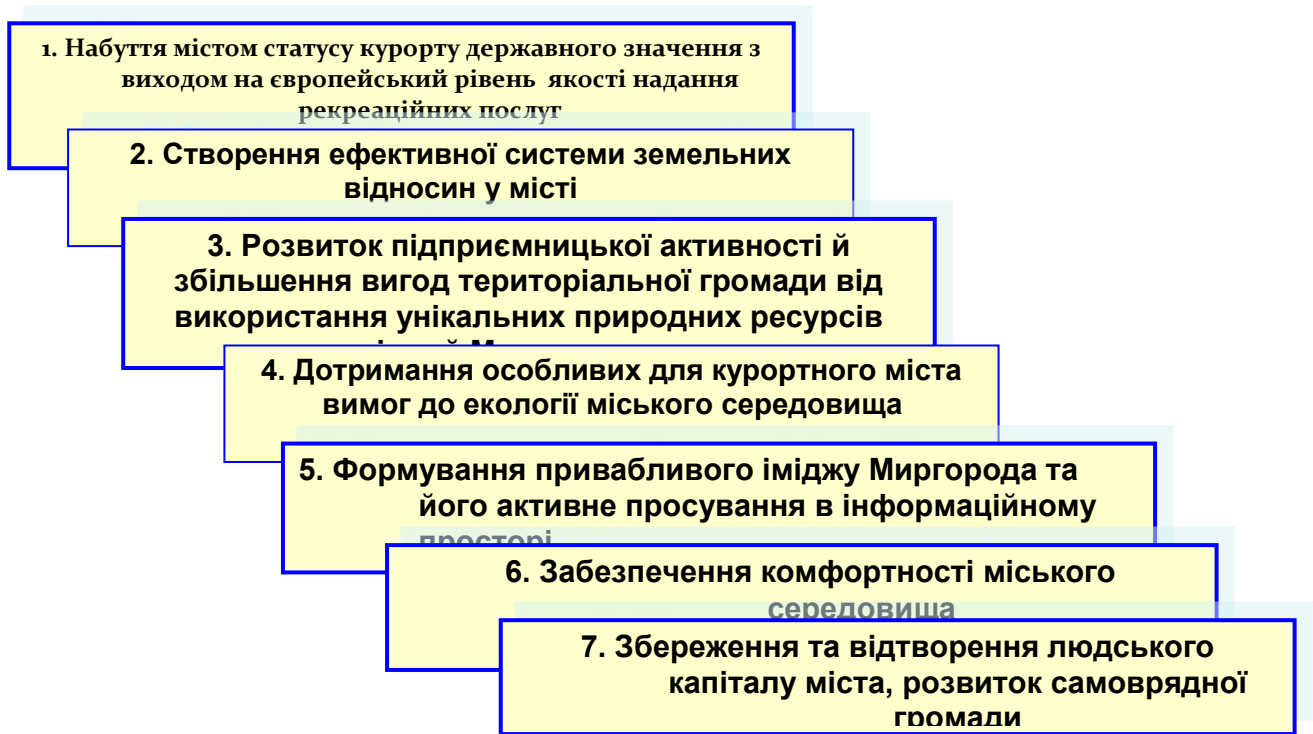 1. Набуття містом статусу курорту державного значення з
виходом на європейський рівень якості надання
рекреаційних послуг
2. Створення ефективної системи земельних
відносин у місті
3. Розвиток підприємницької активності й
збільшення вигод територіальної громади від
використання унікальних природних ресурсів
4. Дотримання особливих для курортного міста
вимог до екології міського середовища
5. Формування привабливого іміджу Миргорода та
його активне просування в інформаційному
просторі
6. Забезпечення комфортності міського
середовища
7. Збереження та відтворення людського
капіталу міста, розвиток самоврядної
громади